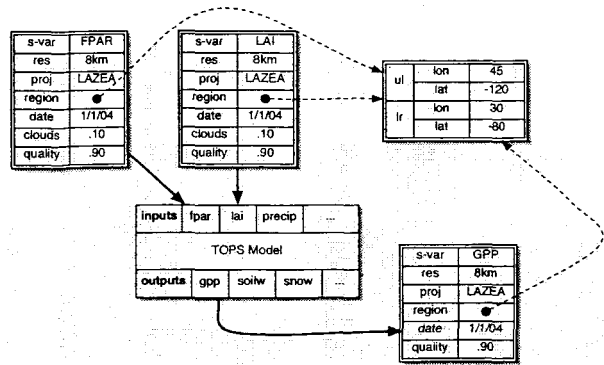 s-var FPAR
res 8km
proj LAZEA
region
date 1/1/04
clouds .10
quality .90
s-var LAI
res 8km
proj LAZEA
region
date 1/1/04
clouds .10
quality .90
ul lon 45
lat -120
lr lon 30
lat -80
inputs fpar lai precip ...
TOPS Model
outputs gpp soilw snow ...
s-var GPP
res 8km
proj LAZEA
region
date 1/1/04
quality .90